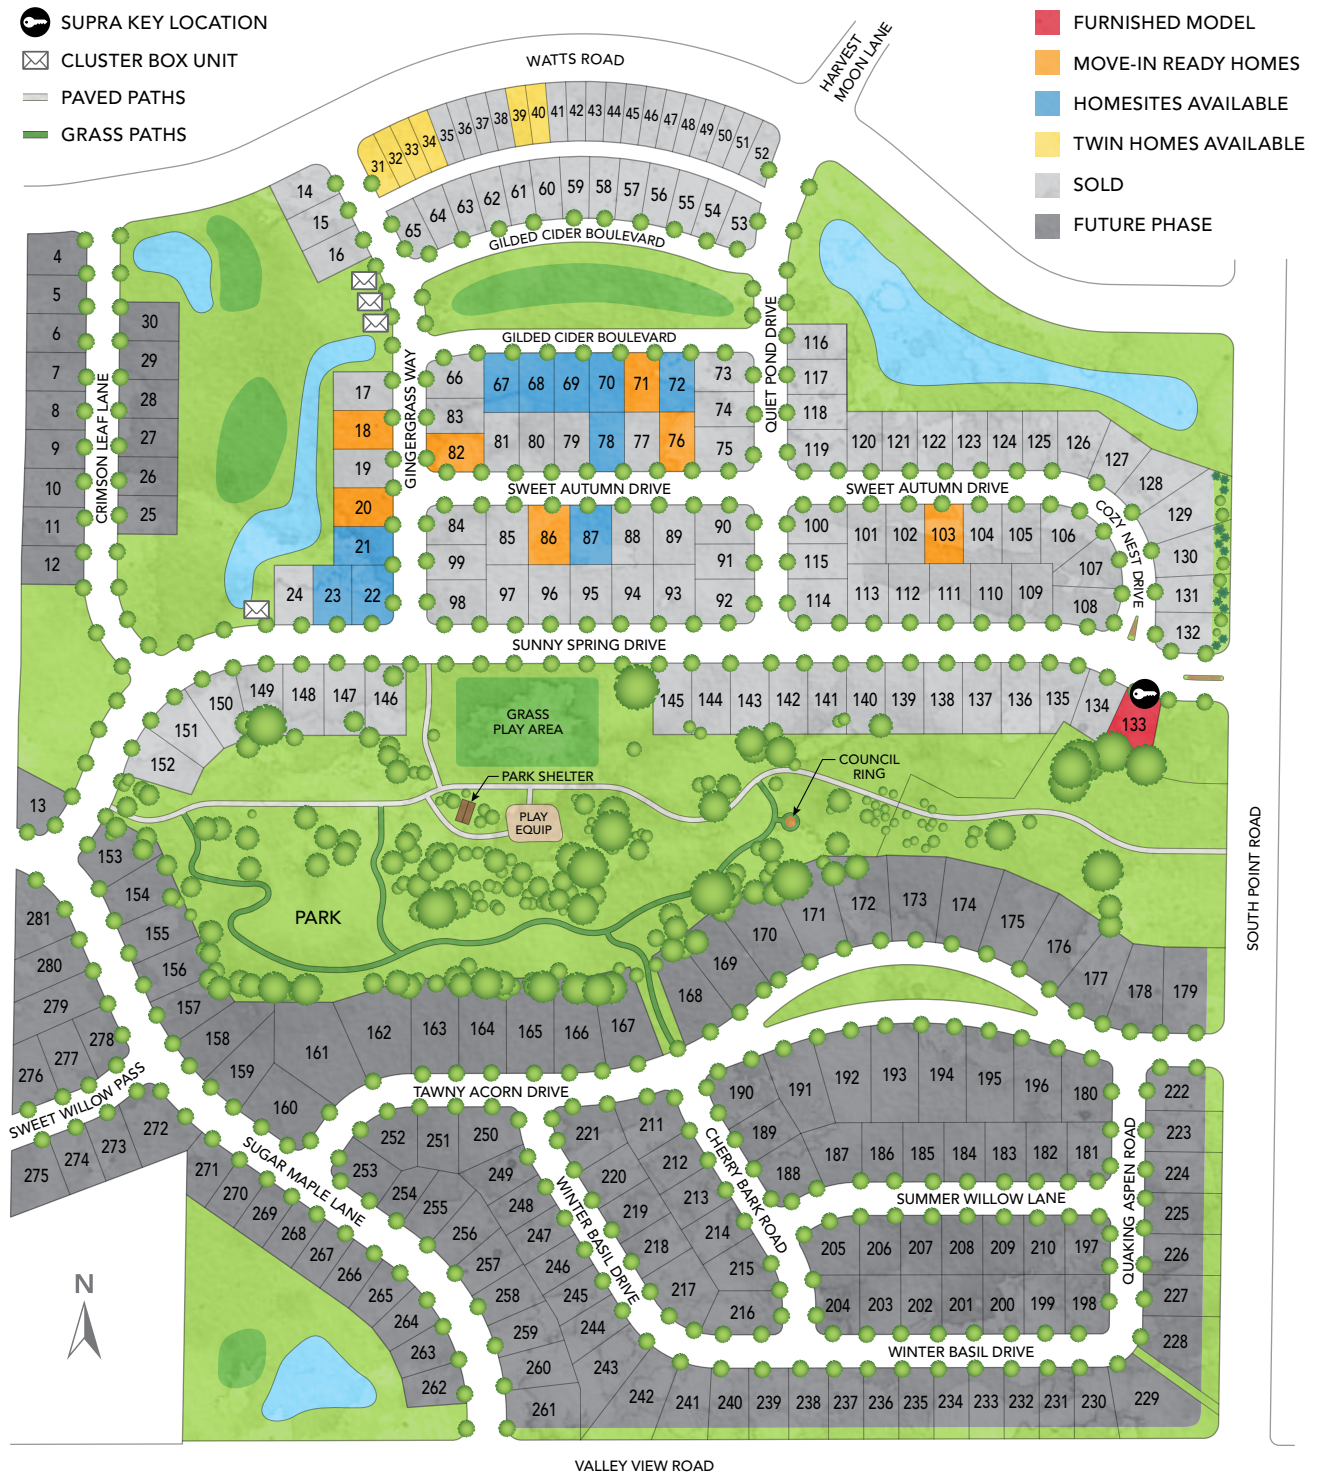 SUPRA KEY LOCATION
CLUSTER BOX UNIT
PAVED PATHS
GRASS PATHS
FURNISHED MODEL
MOVE-IN READY HOMES
HOMESITES AVAILABLE
TWIN HOMES AVAILABLE
SOLD
FUTURE PHASE
WATTS ROAD
HARVEST
MOON LANE
31 32 33 34 35 36 37 38 39 40 41 42 43 44 45 46 47 48 49 50 51 52
65 64 63 62 61 60 59 58 57 56 55 54 53
GILDED CIDER BOULEVARD
14
15
16
4
5
6
7
8
9
10
11
12
CRIMSON LEAF LANE
30
29
28
27
26
25
17
18
19
20
21
24 23 22
GINGERGRASS WAY
GILDED CIDER BOULEVARD
66 67 68 69 70 71 72 73
83 74
82 81 80 79 78 77 76 75
QUIET POND DRIVE
116
117
118
119 120 121 122 123 124 125 126 127 128 129 130 131 132
SWEET AUTUMN DRIVE
SWEET AUTUMN DRIVE
COZY NEST DRIVE
84 85 86 87 88 89 90
99 91
98 97 96 95 94 93 92
100 101 102 103 104 105 106
115 107
114 113 112 111 110 109 108
SUNNY SPRING DRIVE
152 151 150 149 148 147 146
145 144 143 142 141 140 139 138 137 136 135 134 133
GRASS
PLAY AREA
PARK SHELTER
COUNCIL
RING
PLAY
EQUIP
PARK
13
SOUTH POINT ROAD
153
154
155
156
157
158
159
160
161 162 163 164 165 166 167
168 169 170 171 172 173 174 175 176 177 178 179
281
280
279
278
277
276
SWEET WILLOW PASS
275 274 273 272
TAWNY ACORN DRIVE
SUGAR MAPLE LANE
271
270
269
268
267
266
265
264
263
262
252 251 250
253 249
254
255 248
256 247
257 246
258 245
259 244
260 243
261 242
WINTER BASIL DRIVE
221 211
220 212
219 213
218 214
217 215
216
CHERRY BARK ROAD
190 191 192 193 194 195 196 180
189
188 187 186 185 184 183 182 181
SUMMER WILLOW LANE
205 206 207 208 209 210 197
204 203 202 201 200 199 198
QUAKING ASPEN ROAD
222
223
224
225
226
227
228
WINTER BASIL DRIVE
241 240 239 238 237 236 235 234 233 232 231 230 229
N
VALLEY VIEW ROAD